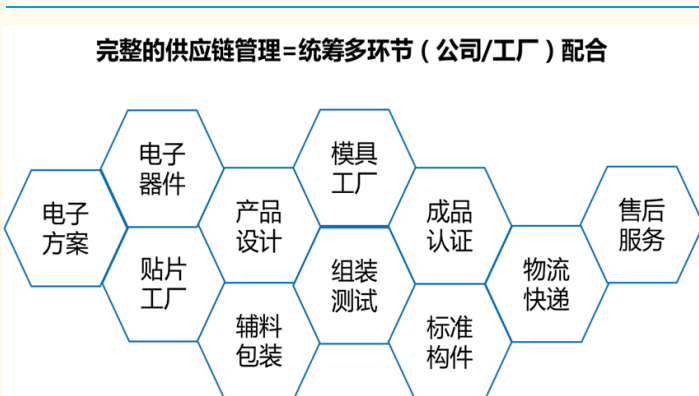 完整的供应链管理=统筹多环节（公司/工厂）配合
电子
方案
电子
器件
贴片
工厂
产品
设计
辅料
包装
模具
工厂
组装
测试
成品
认证
标准
构件
物流
快递
售后
服务